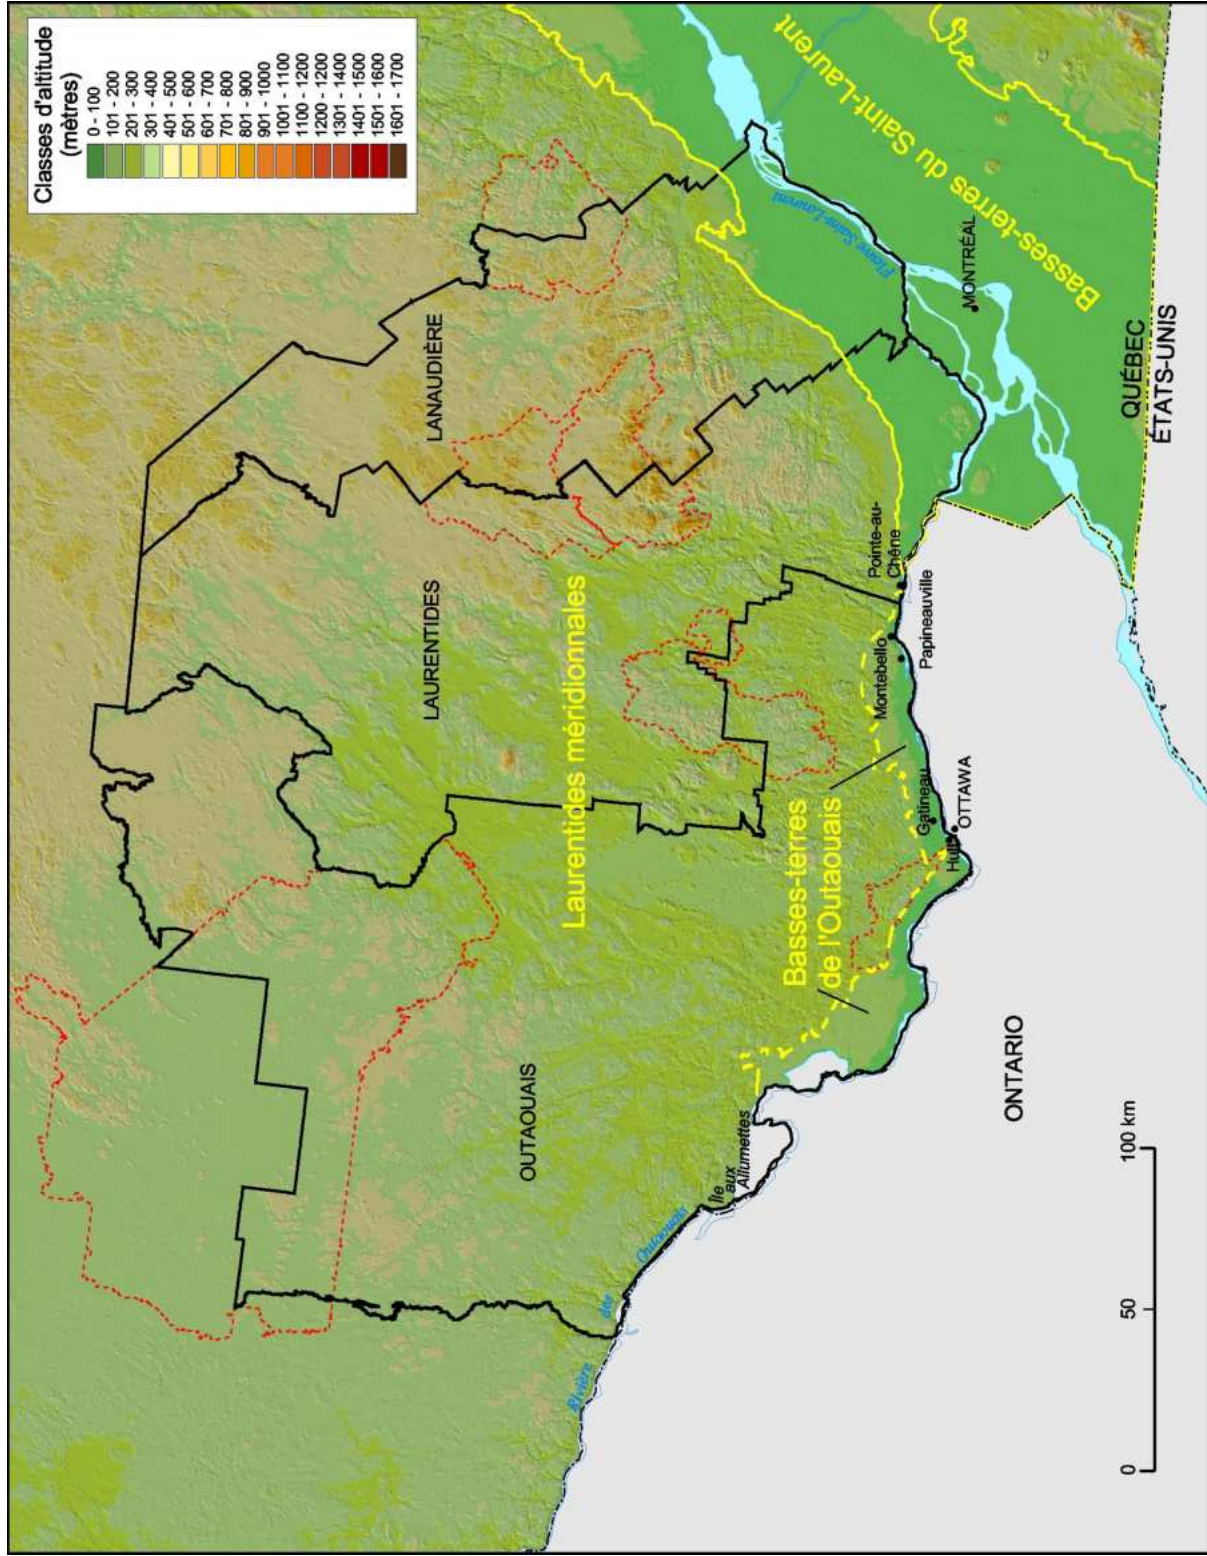 Classes d'altitude
(mètres)
0 - 100
101 - 200
201 - 300
301 - 400
401 - 500
501 - 600
601 - 700
701 - 800
801 - 900
901 - 1000
1001 - 1100
1101 - 1200
1201 - 1300
1301 - 1400
1401 - 1500
1501 - 1600
1601 - 1700
LANAUDIÈRE
LAURENTIDES
OUTAOUAIS
Laurentides méridionnales
Basses-terres
de l'Outaouais
Basses-terres du Saint-Laurent
Fleuve Saint-Laurent
MONTRÉAL
QUÉBEC
ÉTATS-UNIS
Pointe-au-
Chêne
Montebello
Papineauville
Gatineau
Hull
OTTAWA
Île
aux
Allumettes
Rivière
des
Outaouais
ONTARIO
0
50
100 km